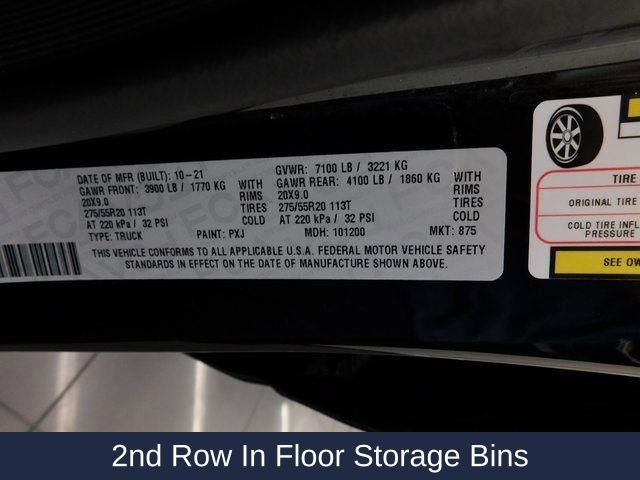 DATE OF MFR (BUILT): 10-21 GVWR: 7100 LB / 3221 KG
GAWR FRONT: 3900 LB / 1770 KG WITH GAWR REAR: 4100 LB / 1860 KG WITH
20X9.0 RIMS 20X9.0 RIMS
275/55R20 113T TIRES 275/55R20 113T TIRES
AT 220 kPa / 32 PSI COLD AT 220 kPa / 32 PSI COLD
TYPE: TRUCK PAINT: PXJ MDH: 101200 MKT: 875
THIS VEHICLE CONFORMS TO ALL APPLICABLE U.S.A. FEDERAL MOTOR VEHICLE SAFETY
STANDARDS IN EFFECT ON THE DATE OF MANUFACTURE SHOWN ABOVE.
TIRE
ORIGINAL TIRE
COLD TIRE INFL
PRESSURE
SEE OW
2nd Row In Floor Storage Bins